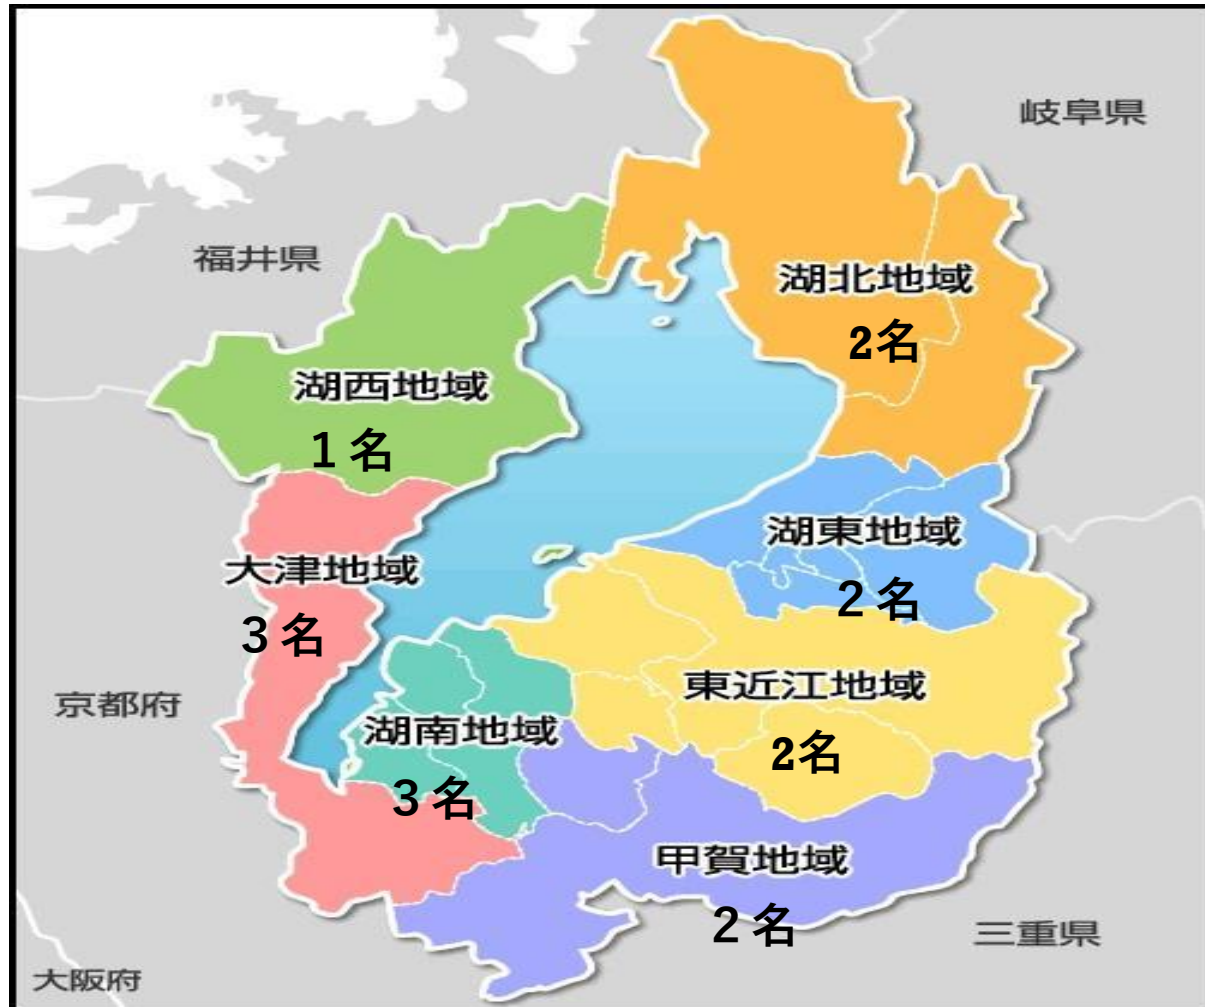 岐阜県
福井県
湖北地域
2名
湖西地域
１名
湖東地域
２名
大津地域
３名
東近江地域
2名
京都府
湖南地域
３名
甲賀地域
２名
三重県
大阪府